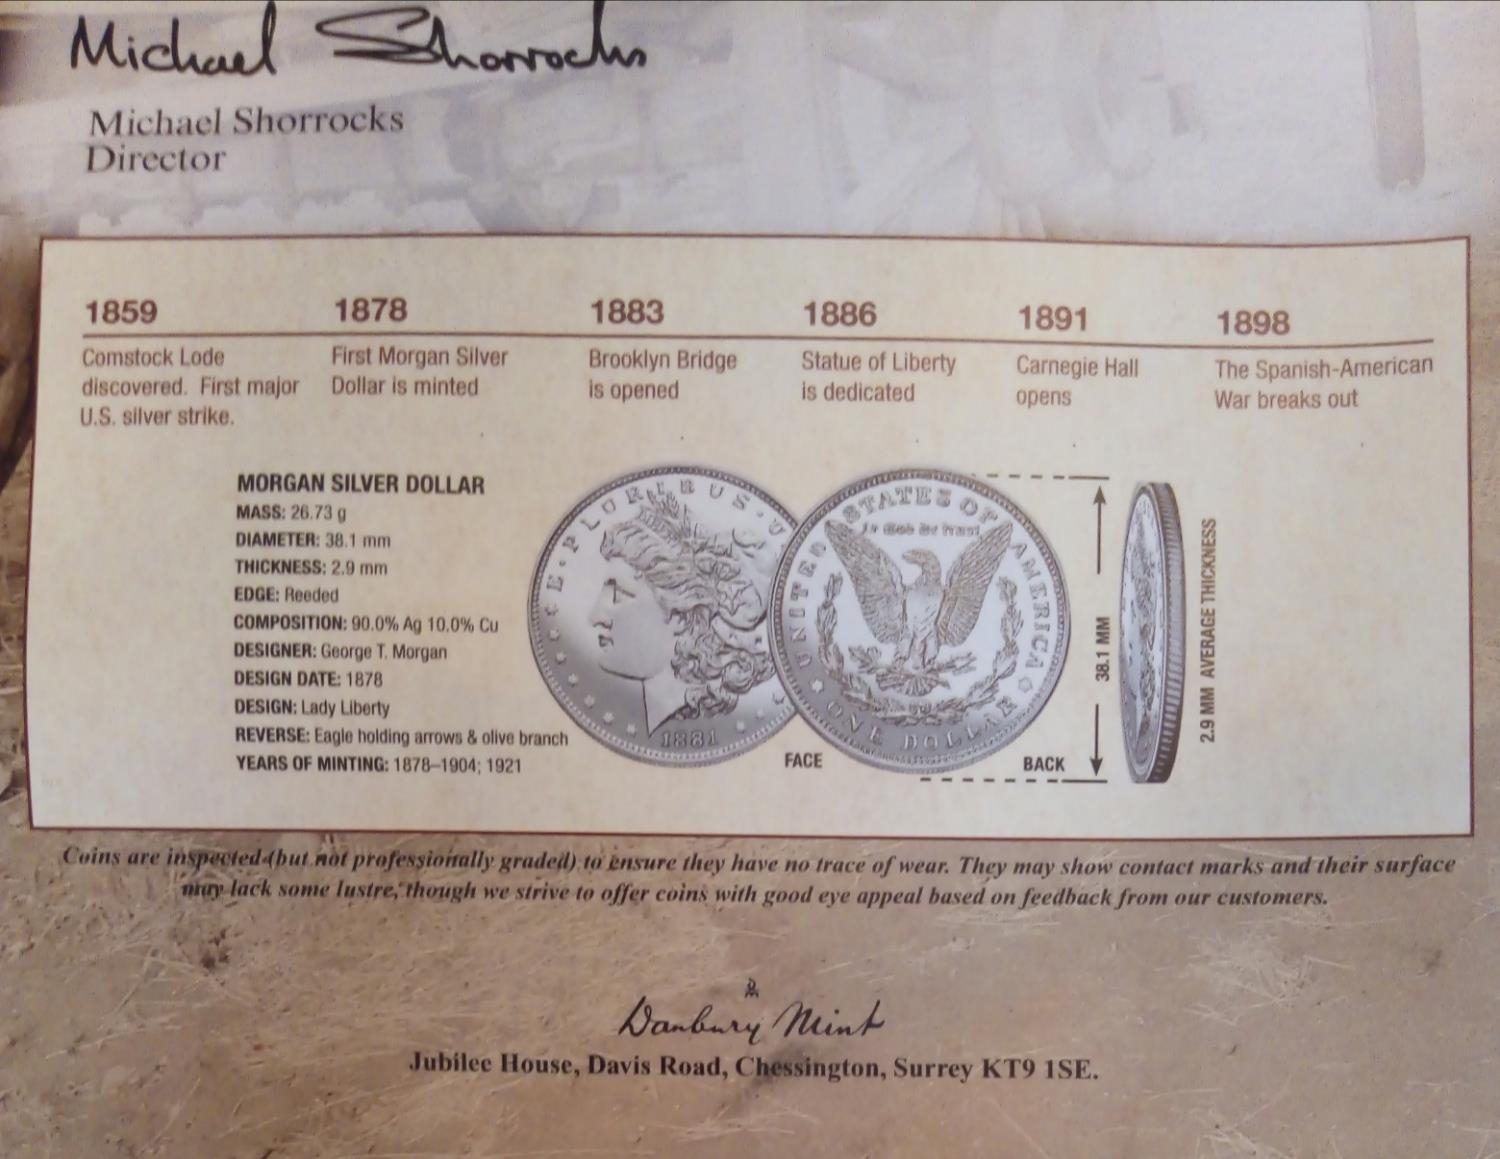 Michael Shorrocks
Michael Shorrocks
Director
1859
Comstock Lode
discovered. First major
U.S. silver strike.
1878
First Morgan Silver
Dollar is minted
1883
Brooklyn Bridge
is opened
1886
Statue of Liberty
is dedicated
1891
Carnegie Hall
opens
1898
The Spanish-American
War breaks out
MORGAN SILVER DOLLAR
MASS: 26.73 g
DIAMETER: 38.1 mm
THICKNESS: 2.9 mm
EDGE: Reeded
COMPOSITION: 90.0% Ag 10.0% Cu
DESIGNER: George T. Morgan
DESIGN DATE: 1878
DESIGN: Lady Liberty
REVERSE: Eagle holding arrows & olive branch
YEARS OF MINTING: 1878–1904; 1921
E·PLURIBUS·U
1881
FACE
UNITED STATES OF AMERICA
In God We Trust
ONE DOLLAR
BACK
38.1 MM
2.9 MM AVERAGE THICKNESS
Coins are inspected (but not professionally graded) to ensure they have no trace of wear. They may show contact marks and their surface
may lack some lustre, though we strive to offer coins with good eye appeal based on feedback from our customers.
Danbury Mint
Jubilee House, Davis Road, Chessington, Surrey KT9 1SE.